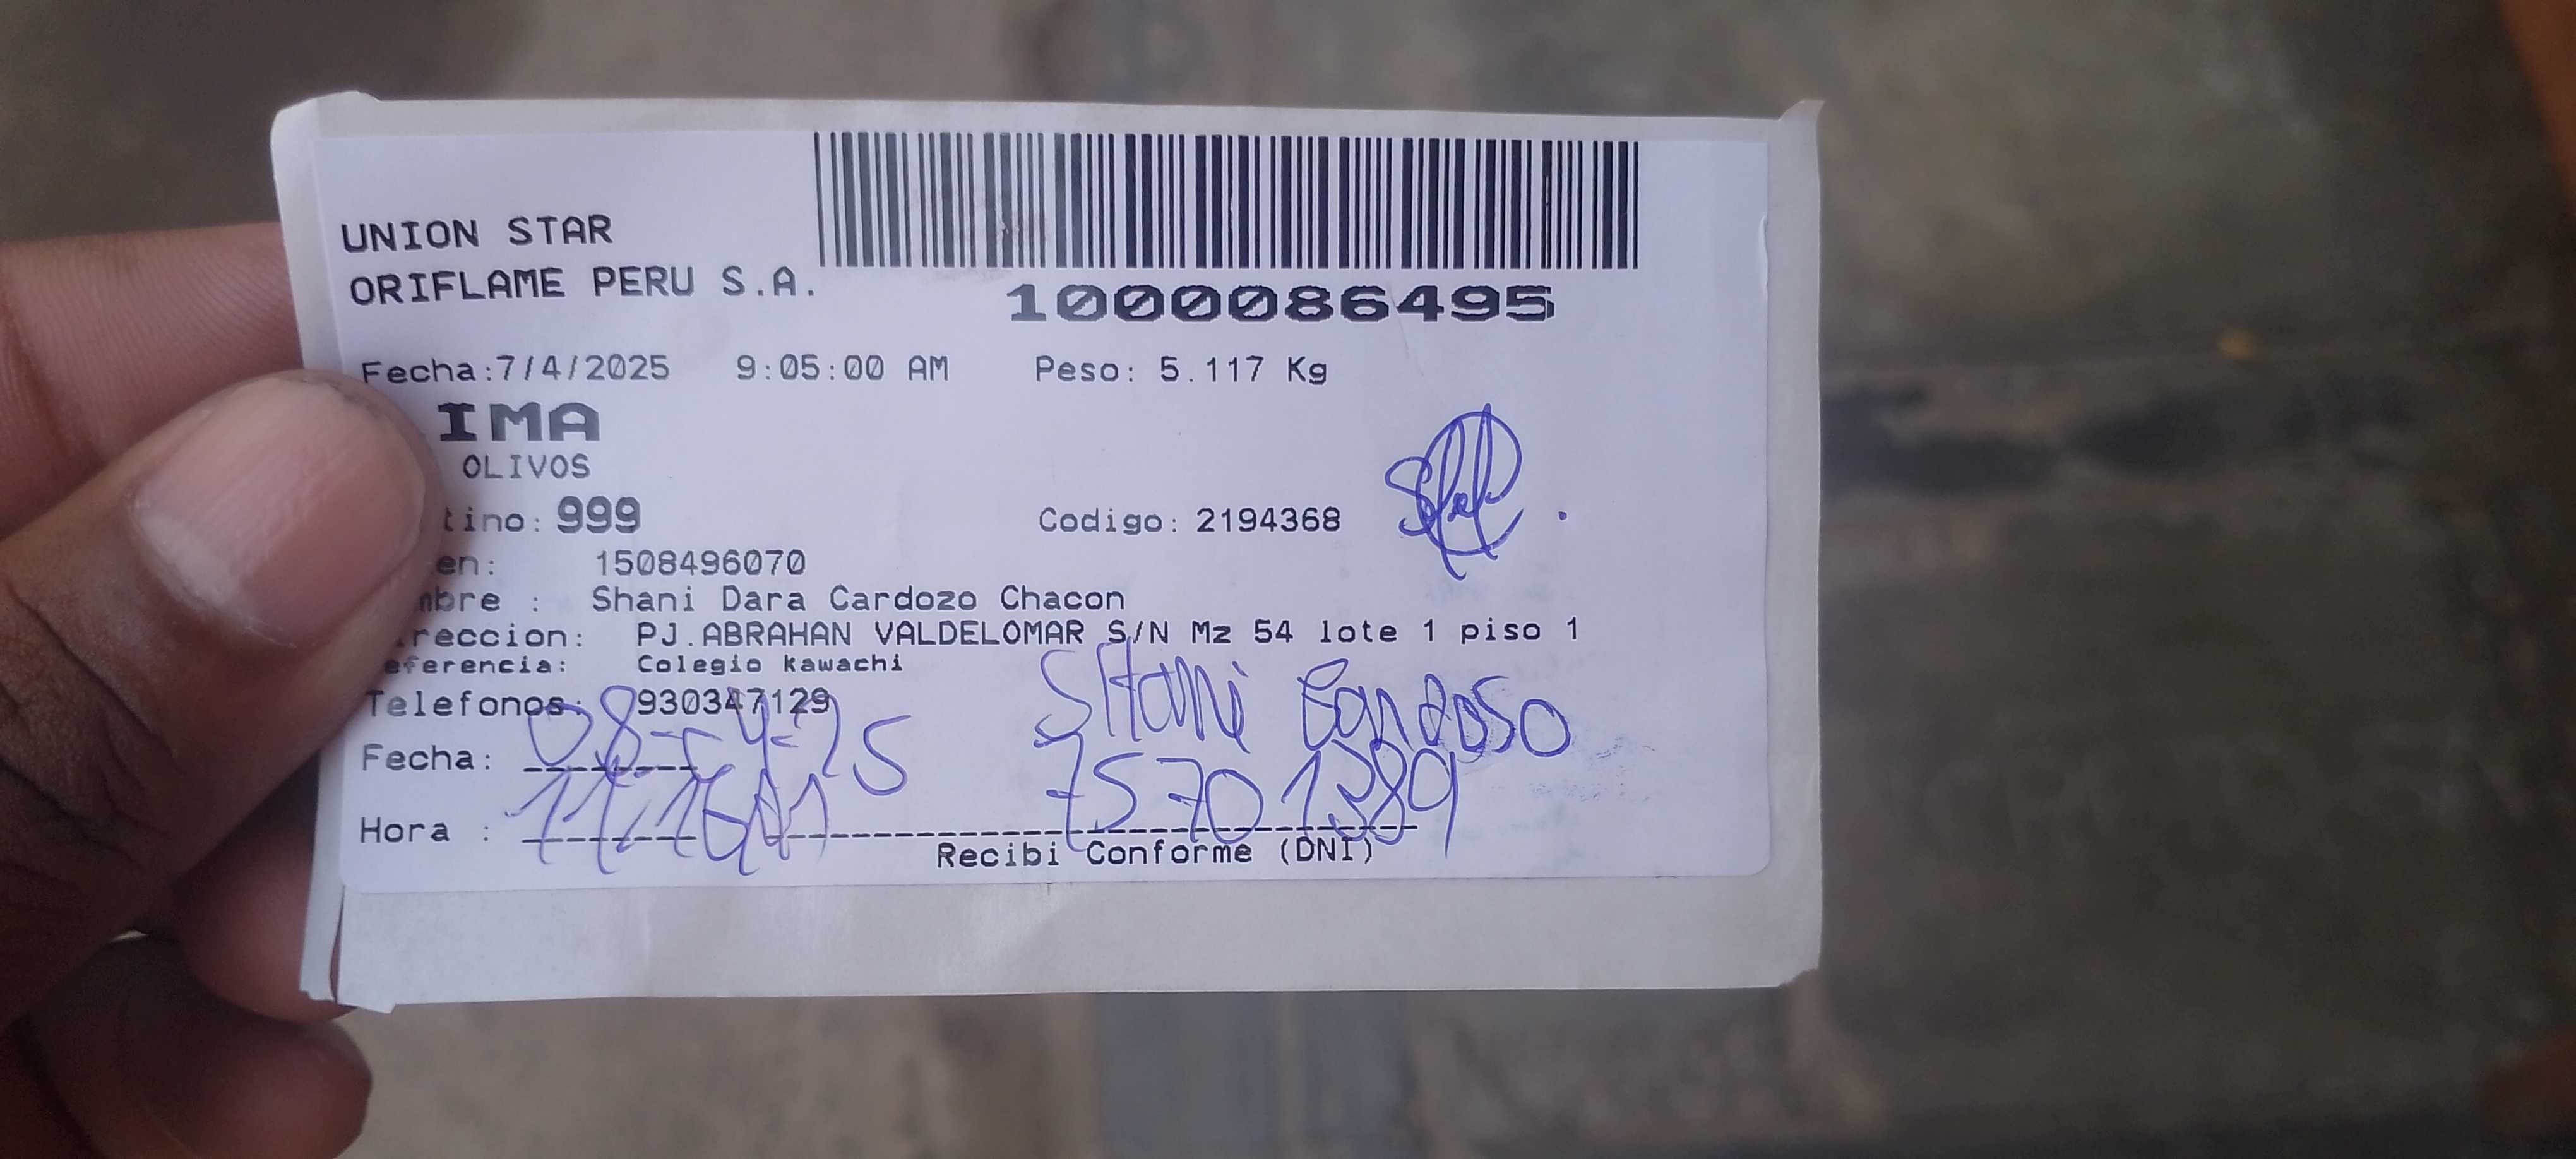 UNION STAR
ORIFLAME PERU S.A.
1000086495
Fecha:7/4/2025 9:05:00 AM Peso: 5.117 Kg
IMA
OLIVOS
tino: 999 Codigo: 2194368
en: 1508496070
mbre : Shani Dara Cardozo Chacon
reccion: PJ.ABRAHAN VALDELOMAR S/N Mz 54 lote 1 piso 1
eferencia: Colegio kawachi
Telefonos: 930347129
SHani Cardoso
Fecha: 08-4-25
75701389
Hora :
Recibi Conforme (DNI)